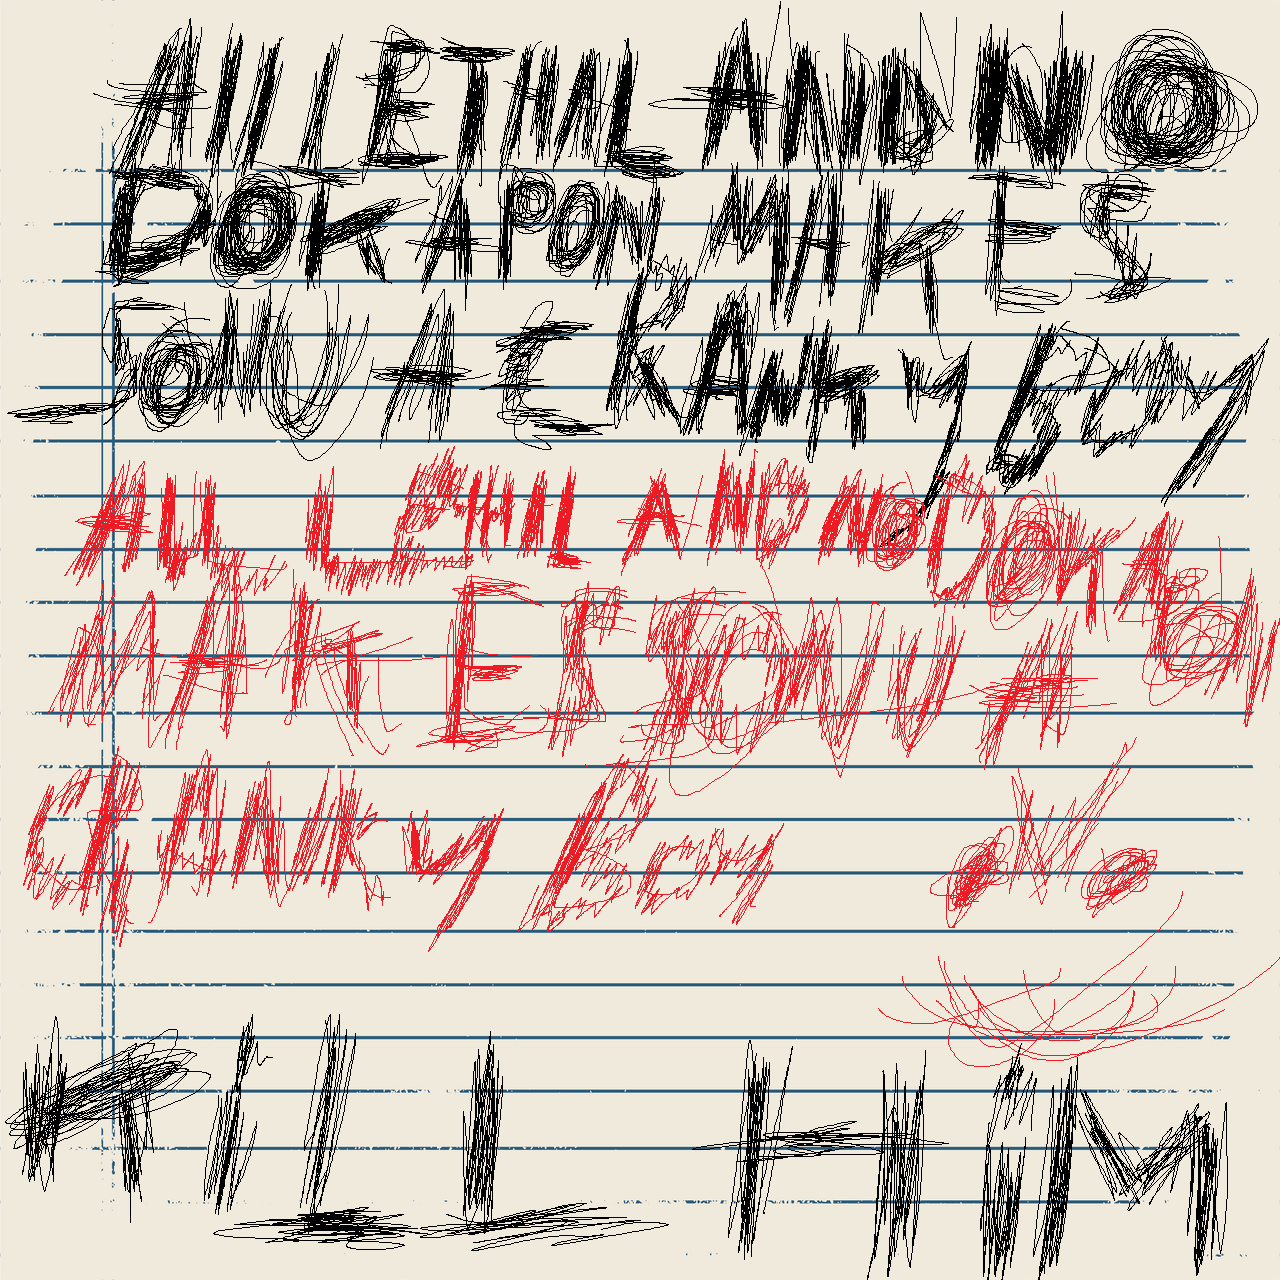 ALL ETHAL AND NO
DOKAPON MAKES
SONU A CRANKY BOY
ALL LETHAL AND NO DOKAPON
MAKES SONU A
CRANKY BOY
KILL HIM